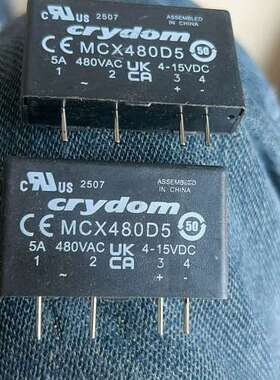 c RU US 2507 ASSEMBLED IN CHINA
crydom
CE MCX480D5 50
5A 480VAC UK CA 4-15VDC
1 2 3 4
~ + -
c RU US 2507 ASSEMBLED IN CHINA
crydom
CE MCX480D5 50
5A 480VAC UK CA 4-15VDC
1 2 3 4
~ + -